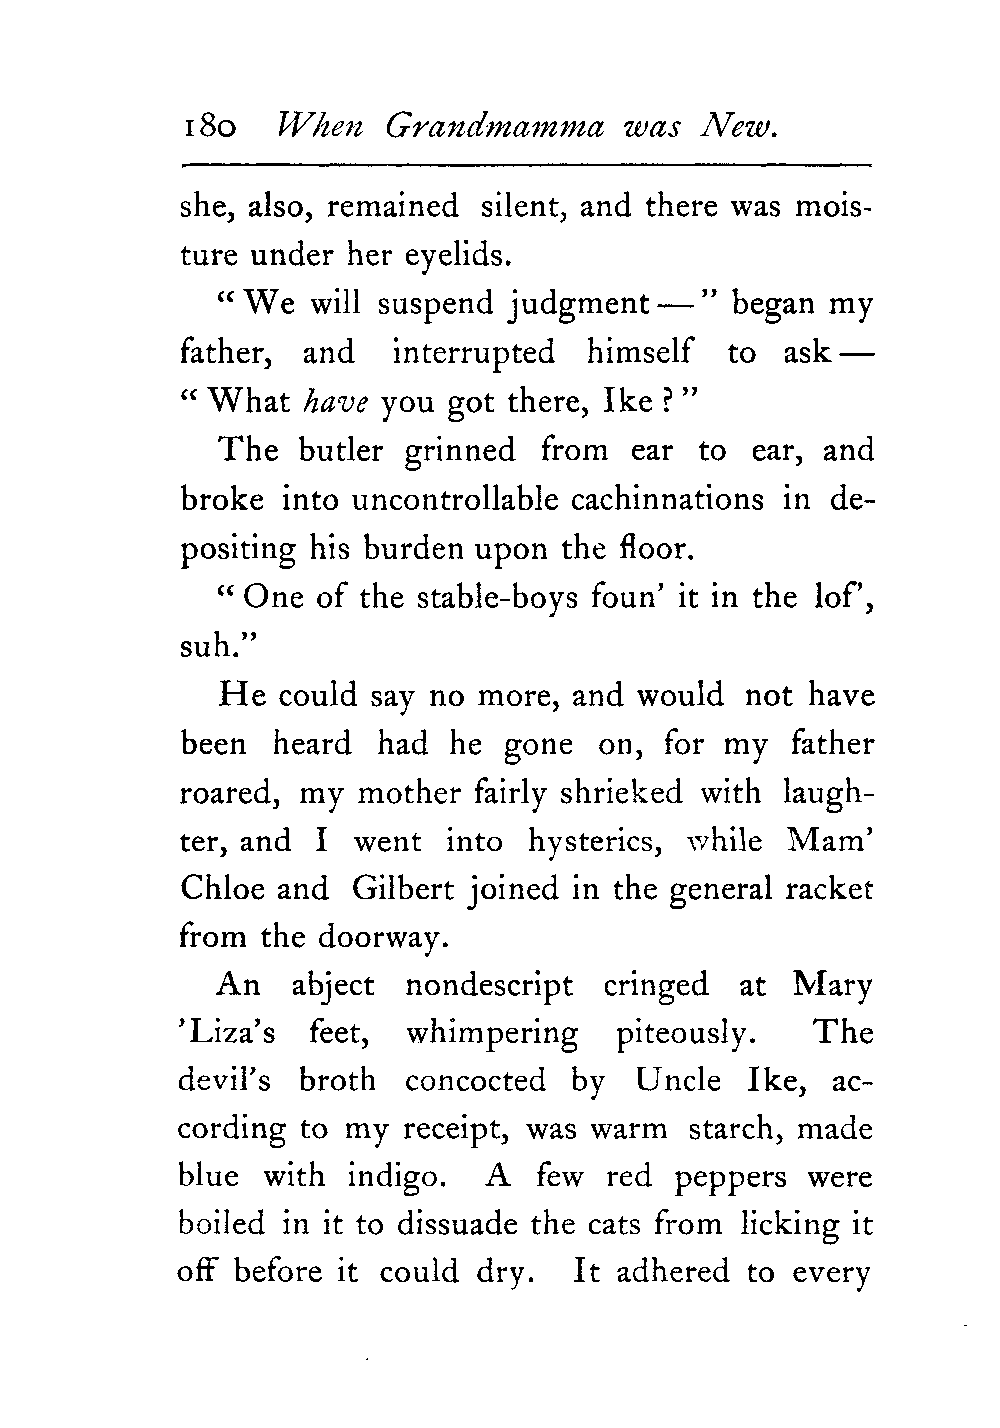 180 When Grandmamma was New.
she, also, remained silent, and there was mois-
ture under her eyelids.
“We will suspend judgment—” began my
father, and interrupted himself to ask—
“What have you got there, Ike?”
The butler grinned from ear to ear, and
broke into uncontrollable cachinnations in de-
positing his burden upon the floor.
“One of the stable-boys foun’ it in the lof’,
suh.”
He could say no more, and would not have
been heard had he gone on, for my father
roared, my mother fairly shrieked with laugh-
ter, and I went into hysterics, while Mam’
Chloe and Gilbert joined in the general racket
from the doorway.
An abject nondescript cringed at Mary
’Liza’s feet, whimpering piteously. The
devil’s broth concocted by Uncle Ike, ac-
cording to my receipt, was warm starch, made
blue with indigo. A few red peppers were
boiled in it to dissuade the cats from licking it
off before it could dry. It adhered to every